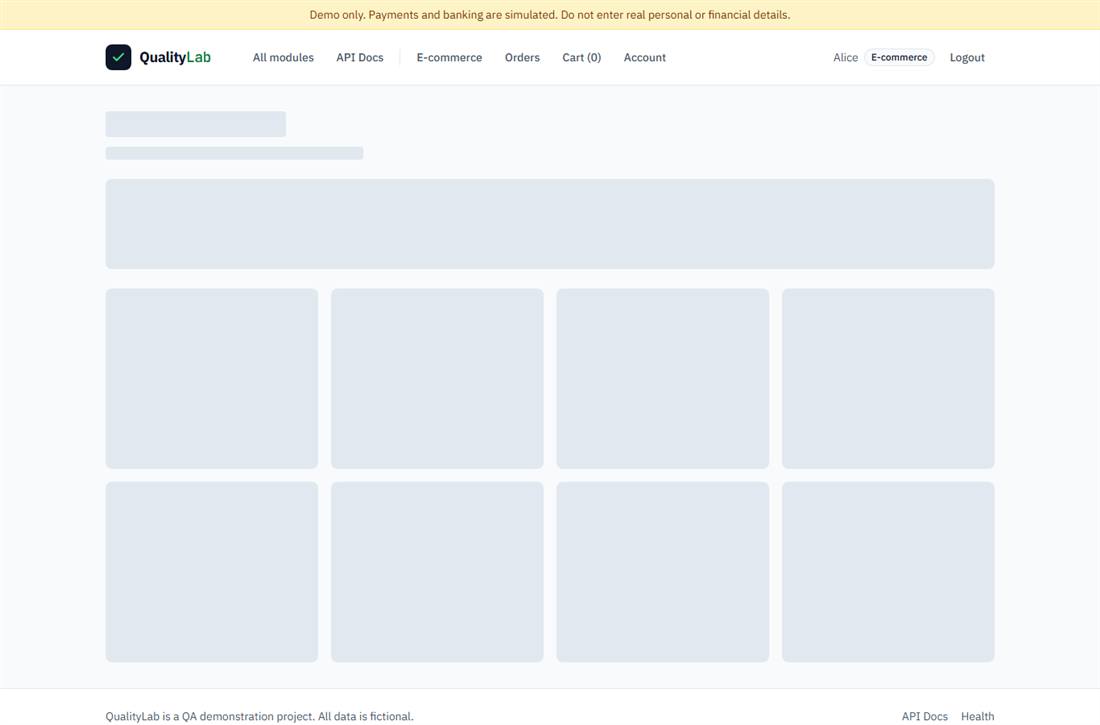 Demo only. Payments and banking are simulated. Do not enter real personal or financial details.
QualityLab All modules API Docs E-commerce Orders Cart (0) Account Alice E-commerce Logout
QualityLab is a QA demonstration project. All data is fictional. API Docs Health